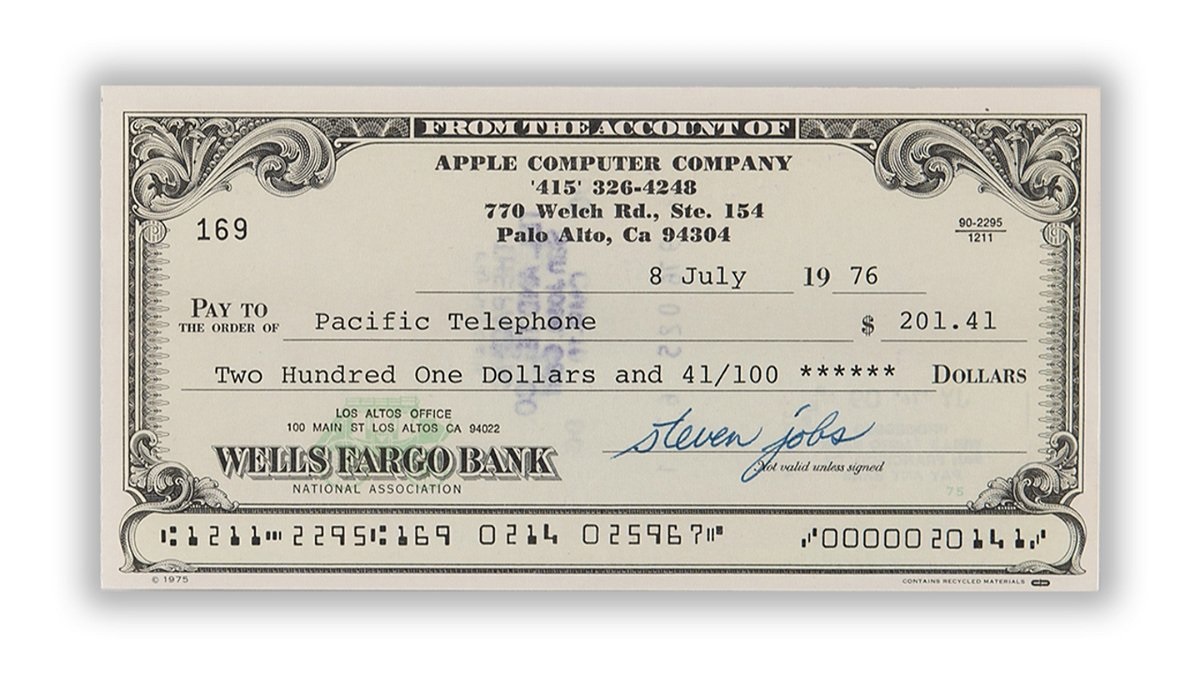 FROM THE ACCOUNT OF
APPLE COMPUTER COMPANY
'415' 326-4248
770 Welch Rd., Ste. 154
Palo Alto, Ca 94304
169
90-2295
1211
8 July 19 76
PAY TO
THE ORDER OF Pacific Telephone $ 201.41
Two Hundred One Dollars and 41/100 ****** DOLLARS
LOS ALTOS OFFICE
100 MAIN ST LOS ALTOS CA 94022
WELLS FARGO BANK
NATIONAL ASSOCIATION
steven jobs
Not valid unless signed
75
⑆1211⑉2295⑆169 0214 025967⑈ ⑇0000020141⑇
© 1975
CONTAINS RECYCLED MATERIALS